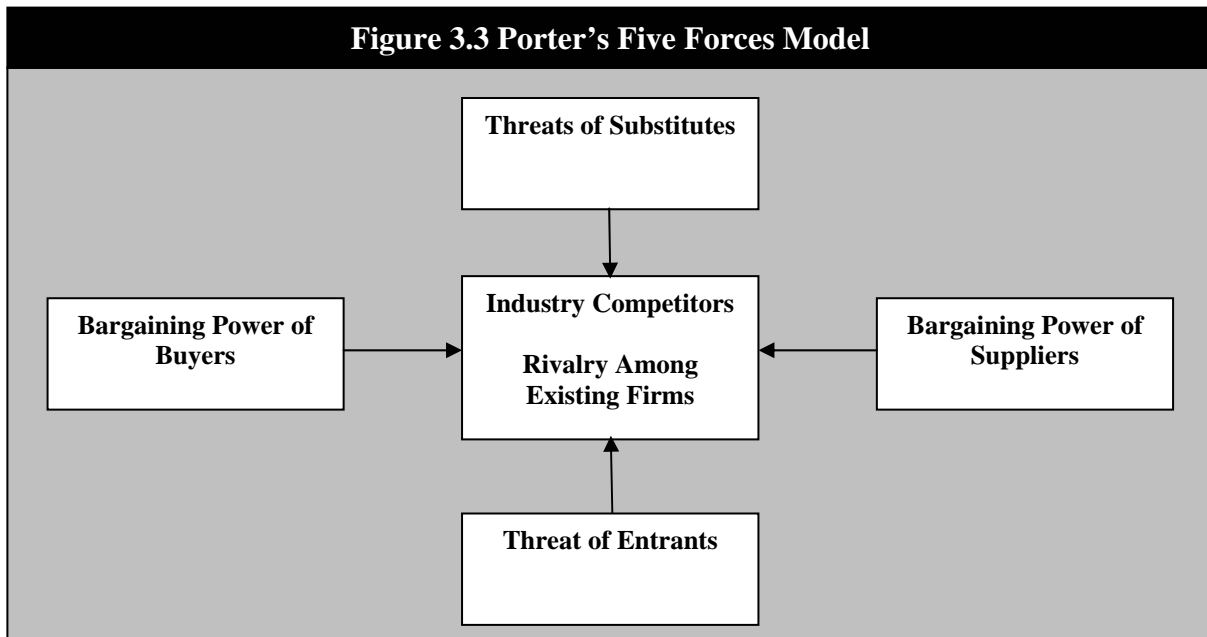 Figure 3.3 Porter’s Five Forces Model
Threats of Substitutes
Bargaining Power of
Buyers
Industry Competitors
Rivalry Among
Existing Firms
Bargaining Power of
Suppliers
Threat of Entrants